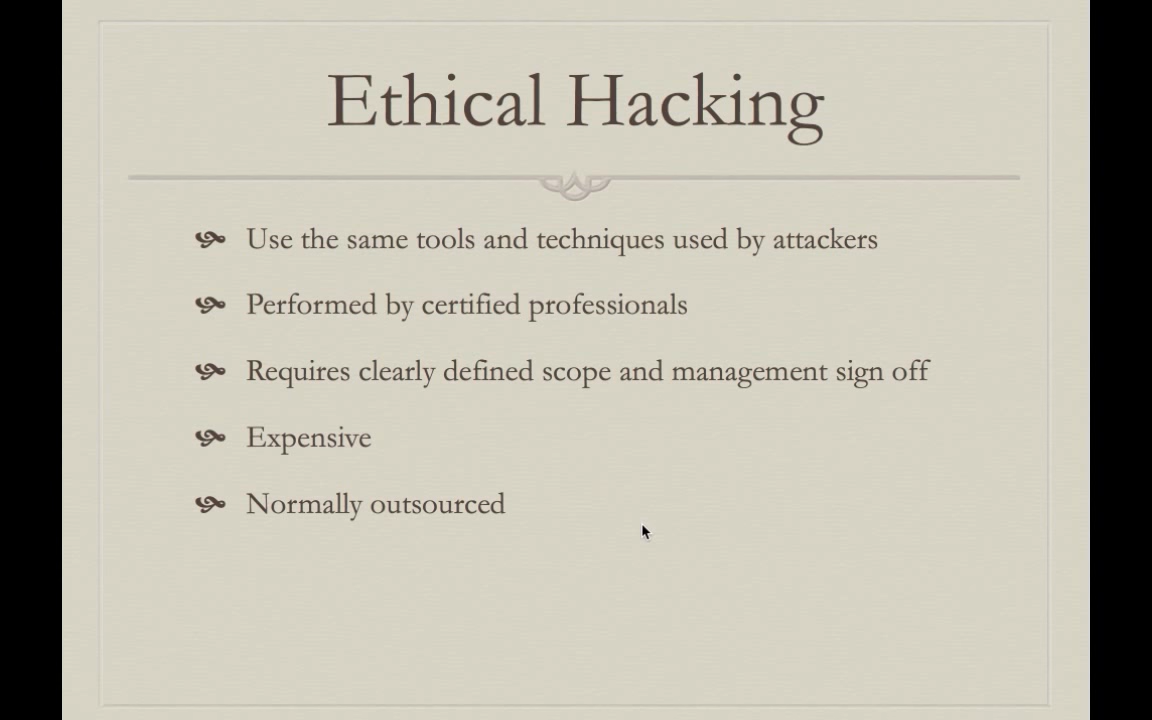 Ethical Hacking
Use the same tools and techniques used by attackers
Performed by certified professionals
Requires clearly defined scope and management sign off
Expensive
Normally outsourced